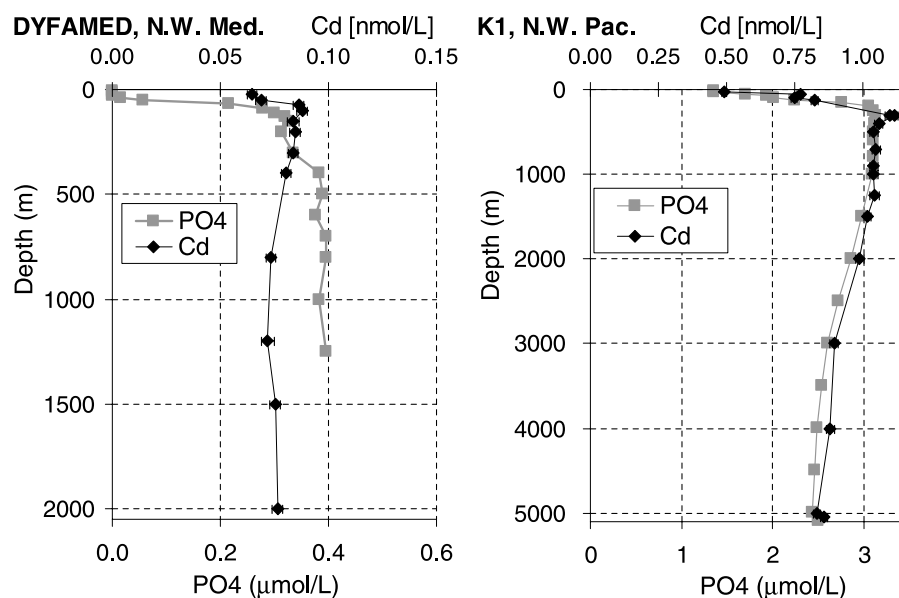 DYFAMED, N.W. Med. Cd [nmol/L]
0.00 0.05 0.10 0.15
0
500
1000
1500
2000
Depth (m)
PO4
Cd
0.0 0.2 0.4 0.6
PO4 (μmol/L)
K1, N.W. Pac. Cd [nmol/L]
0.00 0.25 0.50 0.75 1.00
0
1000
2000
3000
4000
5000
Depth (m)
PO4
Cd
0 1 2 3
PO4 (μmol/L)